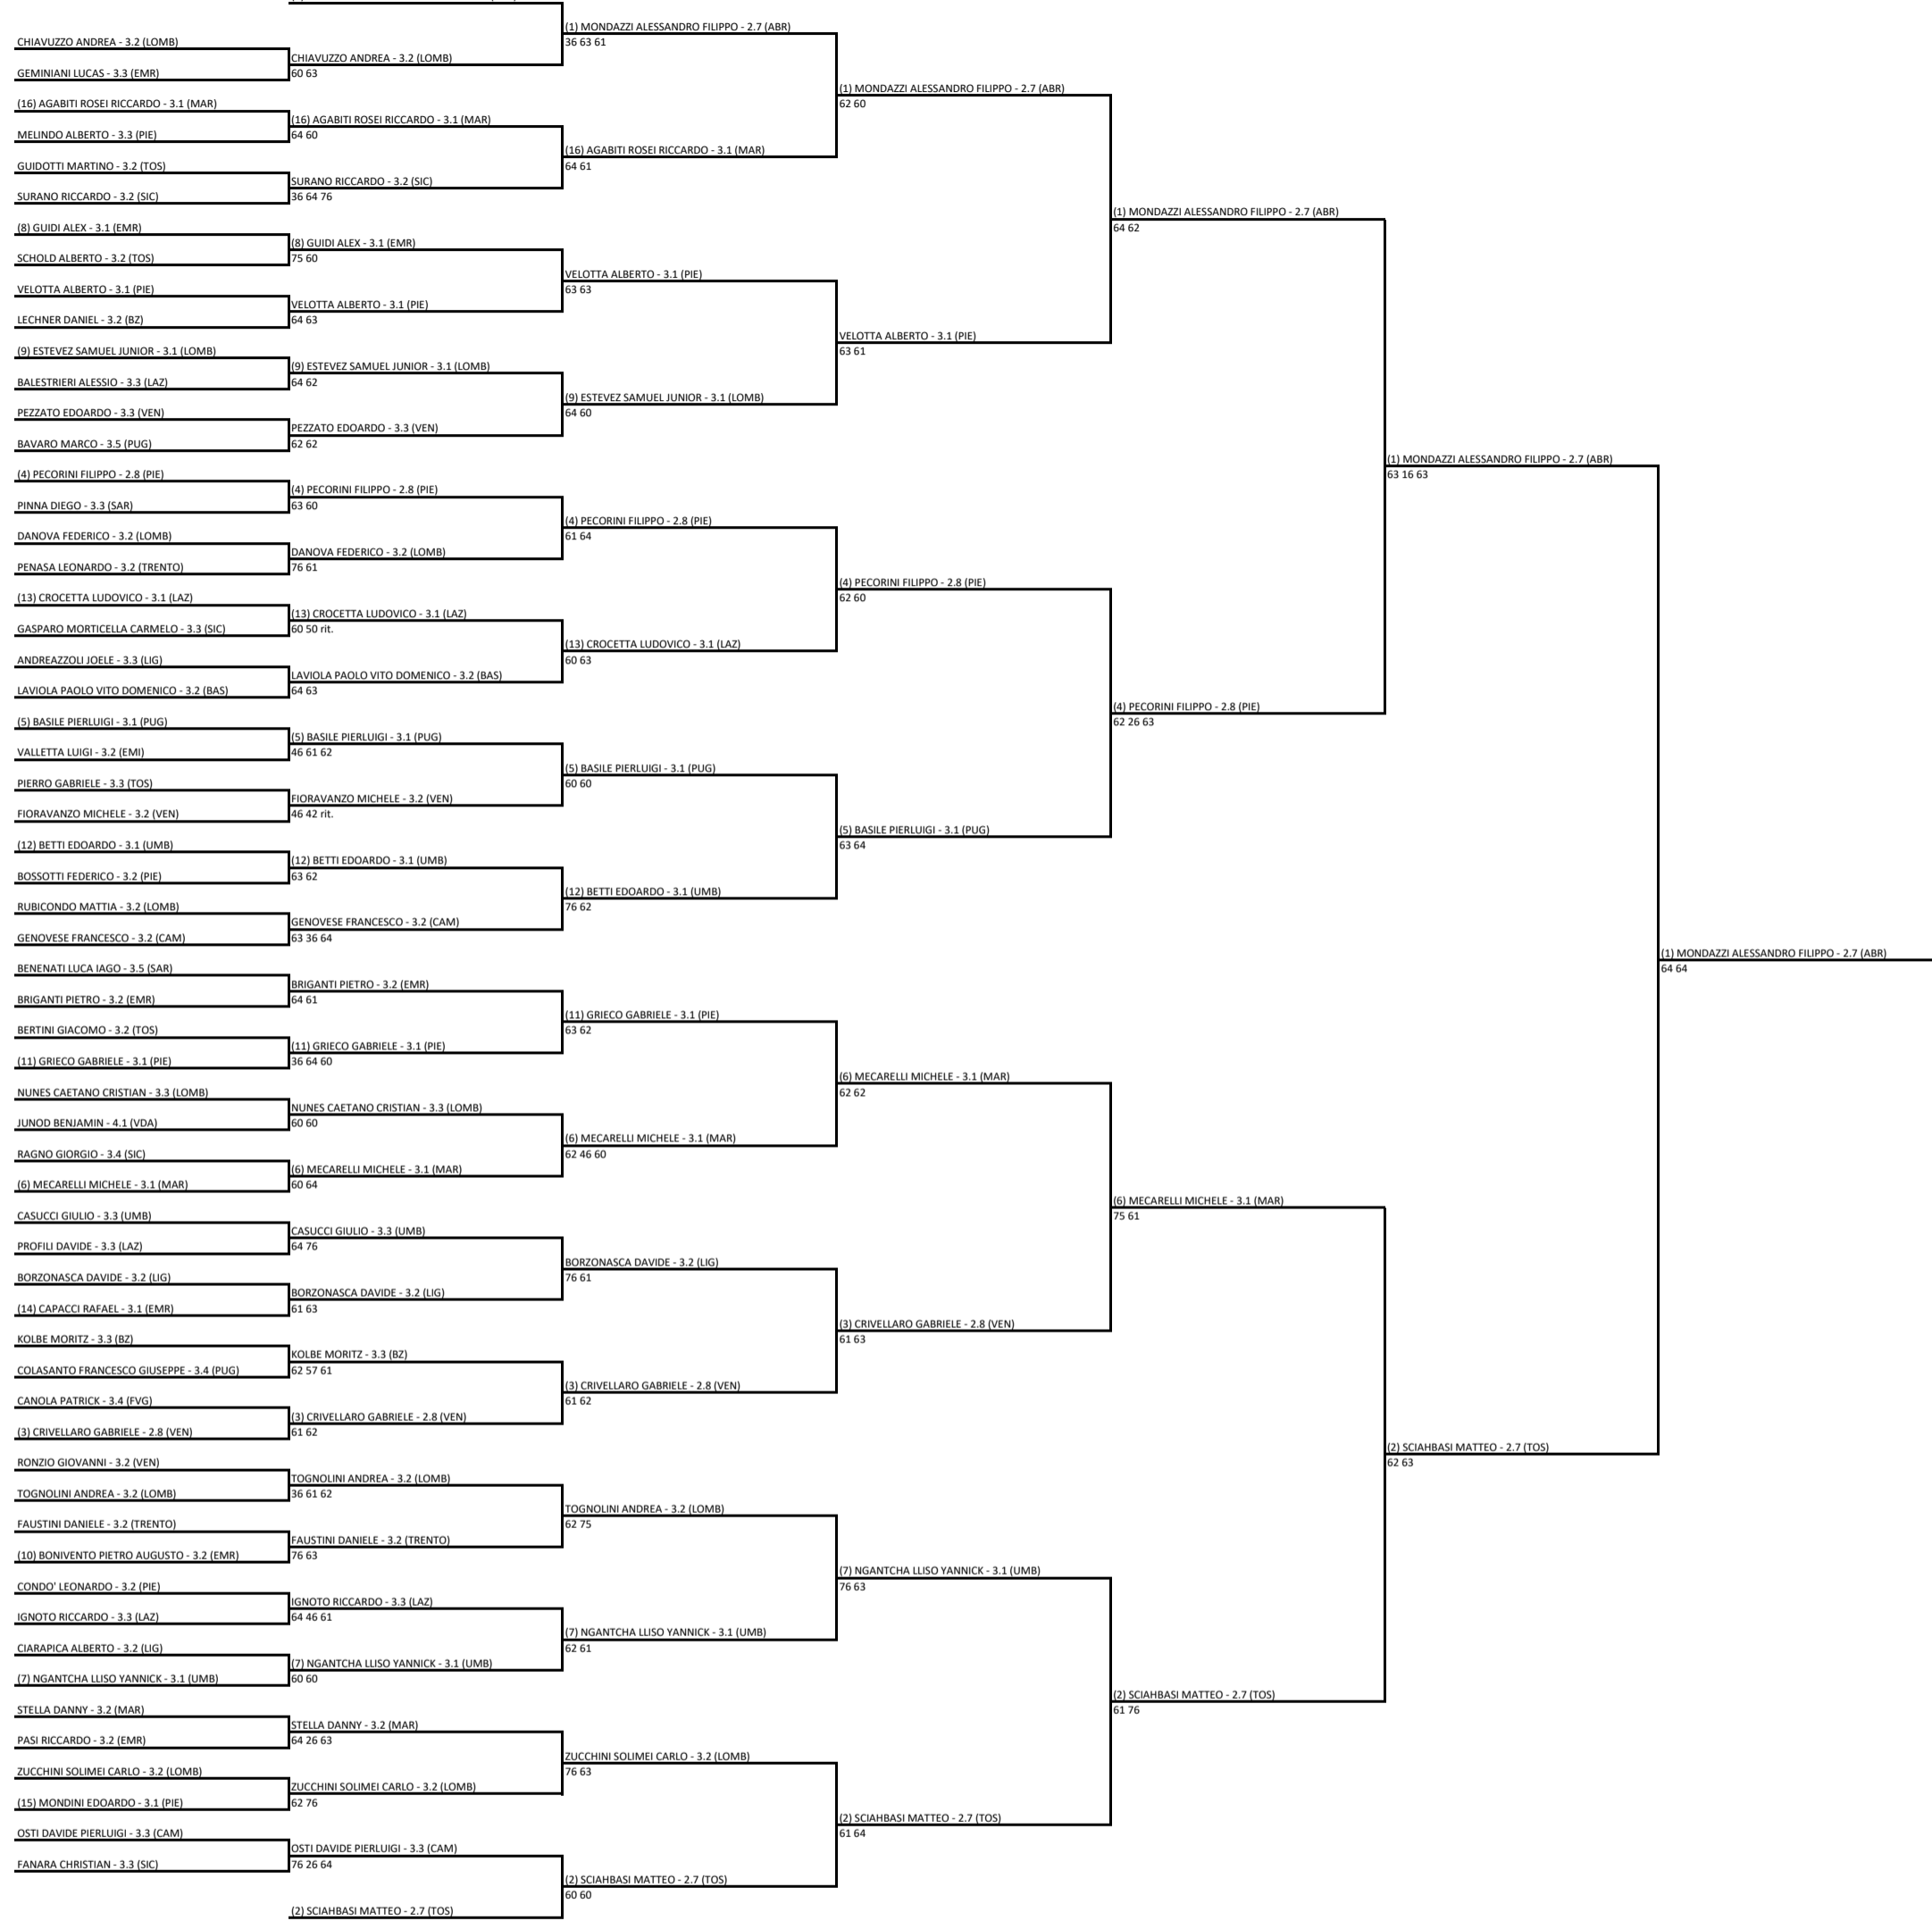 CHIAVUZZO ANDREA - 3.2 (LOMB)
GEMINIANI LUCAS - 3.3 (EMR)
(16) AGABITI ROSEI RICCARDO - 3.1 (MAR)
MELINDO ALBERTO - 3.3 (PIE)
GUIDOTTI MARTINO - 3.2 (TOS)
SURANO RICCARDO - 3.2 (SIC)
(8) GUIDI ALEX - 3.1 (EMR)
SCHOLD ALBERTO - 3.2 (TOS)
VELOTTA ALBERTO - 3.1 (PIE)
LECHNER DANIEL - 3.2 (BZ)
(9) ESTEVEZ SAMUEL JUNIOR - 3.1 (LOMB)
BALESTRIERI ALESSIO - 3.3 (LAZ)
PEZZATO EDOARDO - 3.3 (VEN)
BAVARO MARCO - 3.5 (PUG)
(4) PECORINI FILIPPO - 2.8 (PIE)
PINNA DIEGO - 3.3 (SAR)
DANOVA FEDERICO - 3.2 (LOMB)
PENASA LEONARDO - 3.2 (TRENTO)
(13) CROCETTA LUDOVICO - 3.1 (LAZ)
GASPARO MORTICELLA CARMELO - 3.3 (SIC)
ANDREAZZOLI JOELE - 3.3 (LIG)
LAVIOLA PAOLO VITO DOMENICO - 3.2 (BAS)
(5) BASILE PIERLUIGI - 3.1 (PUG)
VALLETTA LUIGI - 3.2 (EMI)
PIERRO GABRIELE - 3.3 (TOS)
FIORAVANZO MICHELE - 3.2 (VEN)
(12) BETTI EDOARDO - 3.1 (UMB)
BOSSOTTI FEDERICO - 3.2 (PIE)
RUBICONDO MATTIA - 3.2 (LOMB)
GENOVESE FRANCESCO - 3.2 (CAM)
BENENATI LUCA IAGO - 3.5 (SAR)
BRIGANTI PIETRO - 3.2 (EMR)
BERTINI GIACOMO - 3.2 (TOS)
(11) GRIECO GABRIELE - 3.1 (PIE)
NUNES CAETANO CRISTIAN - 3.3 (LOMB)
JUNOD BENJAMIN - 4.1 (VDA)
RAGNO GIORGIO - 3.4 (SIC)
(6) MECARELLI MICHELE - 3.1 (MAR)
CASUCCI GIULIO - 3.3 (UMB)
PROFILI DAVIDE - 3.3 (LAZ)
BORZONASCA DAVIDE - 3.2 (LIG)
(14) CAPACCI RAFAEL - 3.1 (EMR)
KOLBE MORITZ - 3.3 (BZ)
COLASANTO FRANCESCO GIUSEPPE - 3.4 (PUG)
CANOLA PATRICK - 3.4 (FVG)
(3) CRIVELLARO GABRIELE - 2.8 (VEN)
RONZIO GIOVANNI - 3.2 (VEN)
TOGNOLINI ANDREA - 3.2 (LOMB)
FAUSTINI DANIELE - 3.2 (TRENTO)
(10) BONIVENTO PIETRO AUGUSTO - 3.2 (EMR)
CONDO' LEONARDO - 3.2 (PIE)
IGNOTO RICCARDO - 3.3 (LAZ)
CIARAPICA ALBERTO - 3.2 (LIG)
(7) NGANTCHA LLISO YANNICK - 3.1 (UMB)
STELLA DANNY - 3.2 (MAR)
PASI RICCARDO - 3.2 (EMR)
ZUCCHINI SOLIMEI CARLO - 3.2 (LOMB)
(15) MONDINI EDOARDO - 3.1 (PIE)
OSTI DAVIDE PIERLUIGI - 3.3 (CAM)
FANARA CHRISTIAN - 3.3 (SIC)
CHIAVUZZO ANDREA - 3.2 (LOMB)
60 63
(16) AGABITI ROSEI RICCARDO - 3.1 (MAR)
64 60
SURANO RICCARDO - 3.2 (SIC)
36 64 76
(8) GUIDI ALEX - 3.1 (EMR)
75 60
VELOTTA ALBERTO - 3.1 (PIE)
64 63
(9) ESTEVEZ SAMUEL JUNIOR - 3.1 (LOMB)
64 62
PEZZATO EDOARDO - 3.3 (VEN)
62 62
(4) PECORINI FILIPPO - 2.8 (PIE)
63 60
DANOVA FEDERICO - 3.2 (LOMB)
76 61
(13) CROCETTA LUDOVICO - 3.1 (LAZ)
60 50 rit.
LAVIOLA PAOLO VITO DOMENICO - 3.2 (BAS)
64 63
(5) BASILE PIERLUIGI - 3.1 (PUG)
46 61 62
FIORAVANZO MICHELE - 3.2 (VEN)
46 42 rit.
(12) BETTI EDOARDO - 3.1 (UMB)
63 62
GENOVESE FRANCESCO - 3.2 (CAM)
63 36 64
BRIGANTI PIETRO - 3.2 (EMR)
64 61
(11) GRIECO GABRIELE - 3.1 (PIE)
36 64 60
NUNES CAETANO CRISTIAN - 3.3 (LOMB)
60 60
(6) MECARELLI MICHELE - 3.1 (MAR)
60 64
CASUCCI GIULIO - 3.3 (UMB)
64 76
BORZONASCA DAVIDE - 3.2 (LIG)
61 63
KOLBE MORITZ - 3.3 (BZ)
62 57 61
(3) CRIVELLARO GABRIELE - 2.8 (VEN)
61 62
TOGNOLINI ANDREA - 3.2 (LOMB)
36 61 62
FAUSTINI DANIELE - 3.2 (TRENTO)
76 63
IGNOTO RICCARDO - 3.3 (LAZ)
64 46 61
(7) NGANTCHA LLISO YANNICK - 3.1 (UMB)
60 60
STELLA DANNY - 3.2 (MAR)
64 26 63
ZUCCHINI SOLIMEI CARLO - 3.2 (LOMB)
62 76
OSTI DAVIDE PIERLUIGI - 3.3 (CAM)
76 26 64
(2) SCIAHBASI MATTEO - 2.7 (TOS)
(1) MONDAZZI ALESSANDRO FILIPPO - 2.7 (ABR)
36 63 61
(16) AGABITI ROSEI RICCARDO - 3.1 (MAR)
64 61
VELOTTA ALBERTO - 3.1 (PIE)
63 63
(9) ESTEVEZ SAMUEL JUNIOR - 3.1 (LOMB)
64 60
(4) PECORINI FILIPPO - 2.8 (PIE)
61 64
(13) CROCETTA LUDOVICO - 3.1 (LAZ)
60 63
(5) BASILE PIERLUIGI - 3.1 (PUG)
60 60
(12) BETTI EDOARDO - 3.1 (UMB)
76 62
(11) GRIECO GABRIELE - 3.1 (PIE)
63 62
(6) MECARELLI MICHELE - 3.1 (MAR)
62 46 60
BORZONASCA DAVIDE - 3.2 (LIG)
76 61
(3) CRIVELLARO GABRIELE - 2.8 (VEN)
61 62
TOGNOLINI ANDREA - 3.2 (LOMB)
62 75
(7) NGANTCHA LLISO YANNICK - 3.1 (UMB)
62 61
ZUCCHINI SOLIMEI CARLO - 3.2 (LOMB)
76 63
(2) SCIAHBASI MATTEO - 2.7 (TOS)
60 60
(1) MONDAZZI ALESSANDRO FILIPPO - 2.7 (ABR)
62 60
VELOTTA ALBERTO - 3.1 (PIE)
63 61
(4) PECORINI FILIPPO - 2.8 (PIE)
62 60
(5) BASILE PIERLUIGI - 3.1 (PUG)
63 64
(6) MECARELLI MICHELE - 3.1 (MAR)
62 62
(3) CRIVELLARO GABRIELE - 2.8 (VEN)
61 63
(7) NGANTCHA LLISO YANNICK - 3.1 (UMB)
76 63
(2) SCIAHBASI MATTEO - 2.7 (TOS)
61 64
(1) MONDAZZI ALESSANDRO FILIPPO - 2.7 (ABR)
64 62
(4) PECORINI FILIPPO - 2.8 (PIE)
62 26 63
(6) MECARELLI MICHELE - 3.1 (MAR)
75 61
(2) SCIAHBASI MATTEO - 2.7 (TOS)
61 76
(1) MONDAZZI ALESSANDRO FILIPPO - 2.7 (ABR)
63 16 63
(2) SCIAHBASI MATTEO - 2.7 (TOS)
62 63
(1) MONDAZZI ALESSANDRO FILIPPO - 2.7 (ABR)
64 64